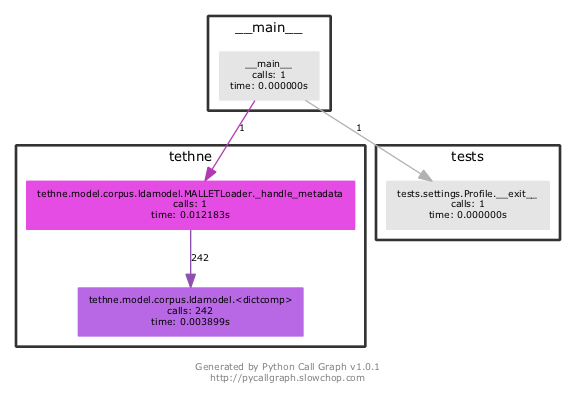 __main__
__main__
calls: 1
time: 0.000000s
1
1
tethne
tests
tethne.model.corpus.ldamodel.MALLETLoader._handle_metadata
calls: 1
time: 0.012183s
tests.settings.Profile.__exit__
calls: 1
time: 0.000000s
242
tethne.model.corpus.ldamodel.<dictcomp>
calls: 242
time: 0.003899s
Generated by Python Call Graph v1.0.1
http://pycallgraph.slowchop.com